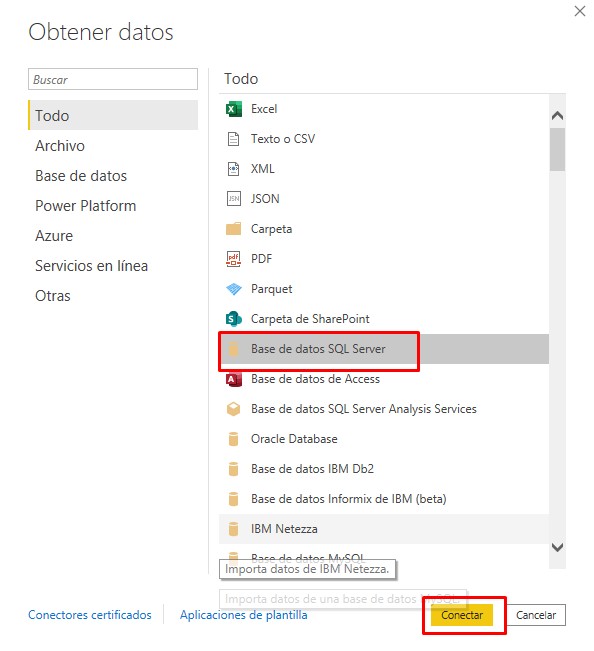 Obtener datos
Buscar
Todo
Archivo
Base de datos
Power Platform
Azure
Servicios en línea
Otras
Todo
Excel
Texto o CSV
XML
JSON
Carpeta
PDF
Parquet
Carpeta de SharePoint
Base de datos SQL Server
Base de datos de Access
Base de datos SQL Server Analysis Services
Oracle Database
Base de datos IBM Db2
Base de datos Informix de IBM (beta)
IBM Netezza
Base de datos MySQL
Importa datos de IBM Netezza.
Importa datos de una base de datos MySQL.
Conectores certificados
Aplicaciones de plantilla
Conectar
Cancelar